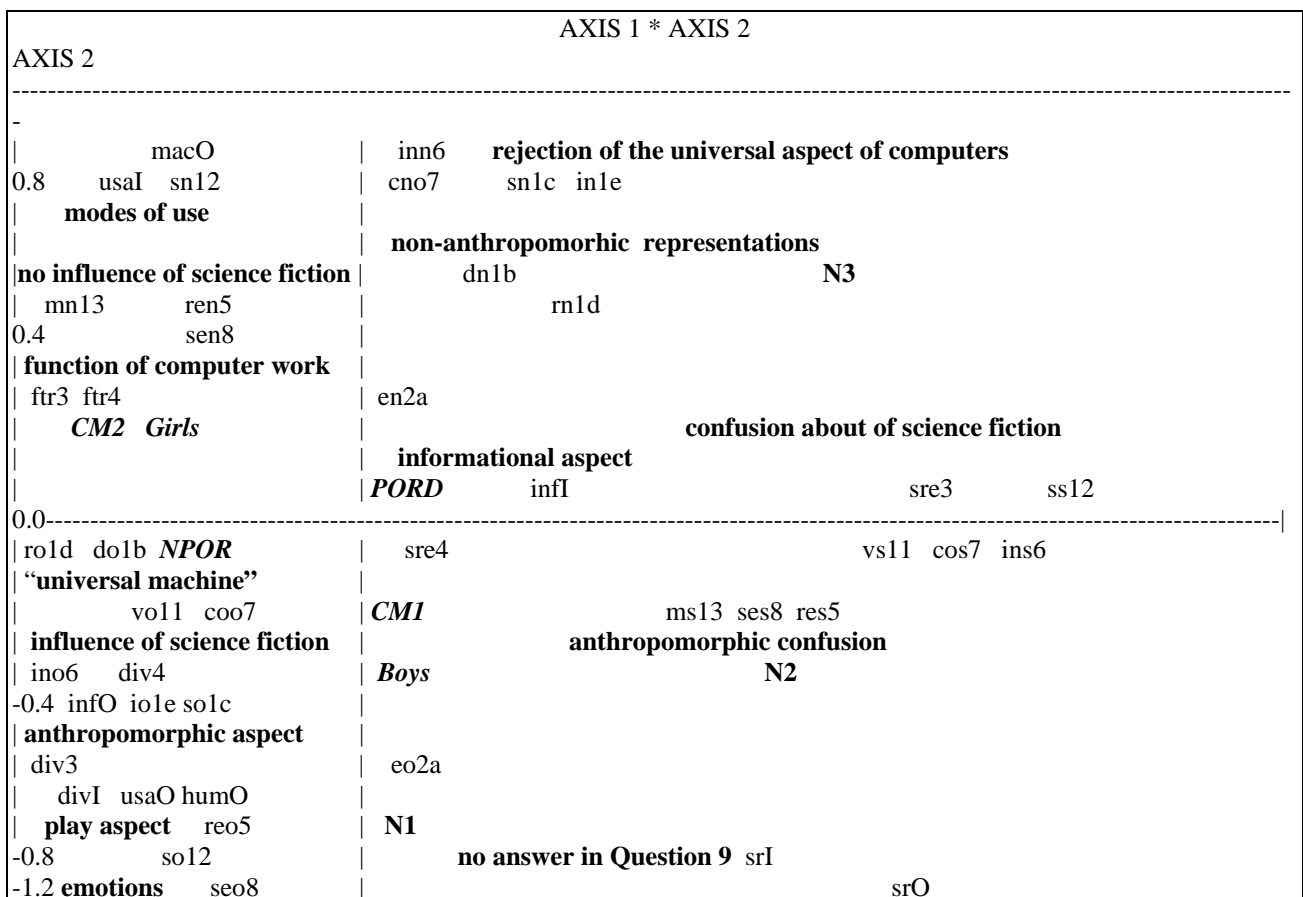 AXIS 1 * AXIS 2
AXIS 2
-----------------------------------------------------------------------------------------------------------------------------------------------
-
| macO | inn6 rejection of the universal aspect of computers
0.8 usaI sn12 | cno7 sn1c in1e
| modes of use |
| | non-anthropomorhic representations
|no influence of science fiction | dn1b N3
| mn13 ren5 | rn1d
0.4 sen8 |
| function of computer work |
| ftr3 ftr4 | en2a
| CM2 Girls | confusion about of science fiction
| | informational aspect
| | PORD infI sre3 ss12
0.0-------------------------------------------------------------------------------------------------------------------------------------------|
| ro1d do1b NPOR | sre4 vs11 cos7 ins6
| “universal machine” |
| vo11 coo7 | CM1 ms13 ses8 res5
| influence of science fiction | anthropomorphic confusion
| ino6 div4 | Boys N2
-0.4 infO io1e so1c |
| anthropomorphic aspect |
| div3 | eo2a
| divI usaO humO |
| play aspect reo5 | N1
-0.8 so12 | no answer in Question 9 srI
-1.2 emotions seo8 | srO